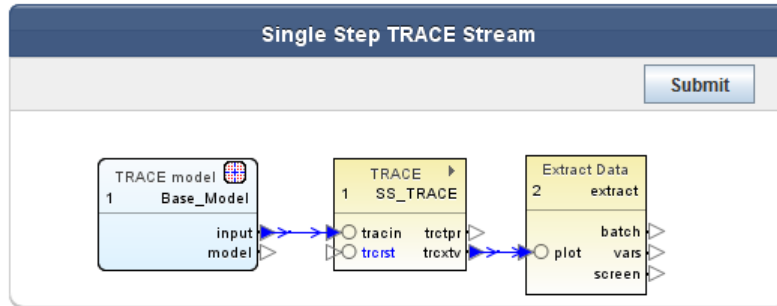 Single Step TRACE Stream
Submit
TRACE model
1 Base_Model
input
model
TRACE
1 SS_TRACE
tracin trctpr
trcrst trcxtv
Extract Data
2 extract
batch
plot vars
screen